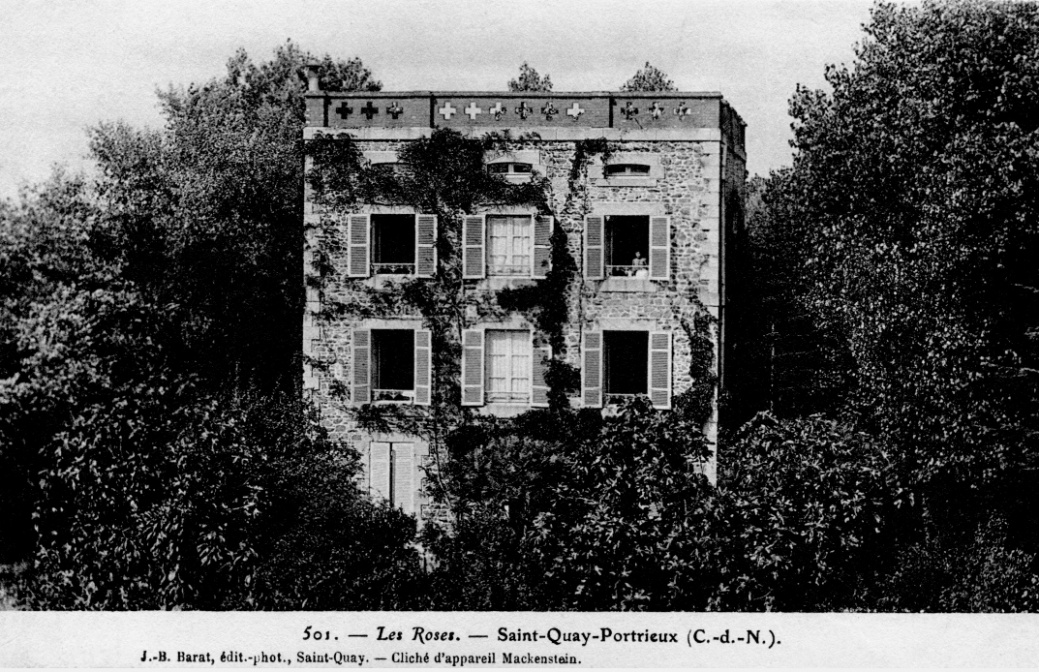 501. — Les Roses. — Saint-Quay-Portrieux (C.-d.-N.).
J.-B. Barat, édit.-phot., Saint-Quay. — Cliché d'appareil Mackenstein.